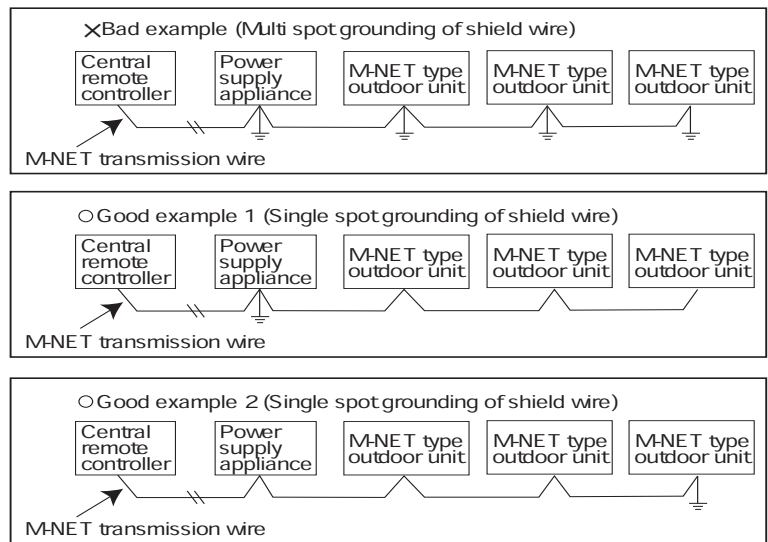 ×Bad example (Multi spot grounding of shield wire)
Central
remote
controller
Power
supply
appliance
M-NET type
outdoor unit
M-NET type
outdoor unit
M-NET type
outdoor unit
M-NET transmission wire
○Good example 1 (Single spot grounding of shield wire)
Central
remote
controller
Power
supply
appliance
M-NET type
outdoor unit
M-NET type
outdoor unit
M-NET type
outdoor unit
M-NET transmission wire
○Good example 2 (Single spot grounding of shield wire)
Central
remote
controller
Power
supply
appliance
M-NET type
outdoor unit
M-NET type
outdoor unit
M-NET type
outdoor unit
M-NET transmission wire